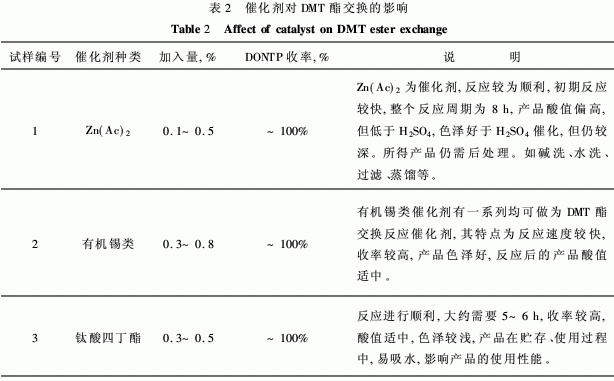 表 2 催化剂对 DMT 酯交换的影响
Table 2 Affect of catalyst on DMT ester exchange
试样编号 催化剂种类 加入量, % DONTP 收率, % 说 明
Zn(Ac)₂ 为催化剂, 反应较为顺利, 初期反应
较快, 整个反应周期为 8 h, 产品酸值偏高,
1 Zn(Ac)₂ 0.1~ 0.5 ~ 100% 但低于 H₂SO₄, 色泽好于 H₂SO₄ 催化, 但仍较
深。所得产品仍需后处理。如碱洗、水洗、
过滤、蒸馏等。
有机锡类催化剂有一系列均可做为 DMT 酯
2 有机锡类 0.3~ 0.8 ~ 100% 交换反应催化剂, 其特点为反应速度较快,
收率较高, 产品色泽好, 反应后的产品酸值
适中。
反应进行顺利, 大约需要 5~ 6 h, 收率较高,
3 钛酸四丁酯 0.3~ 0.5 ~ 100% 酸值适中, 色泽较浅, 产品在贮存、使用过程
中, 易吸水, 影响产品的使用性能。